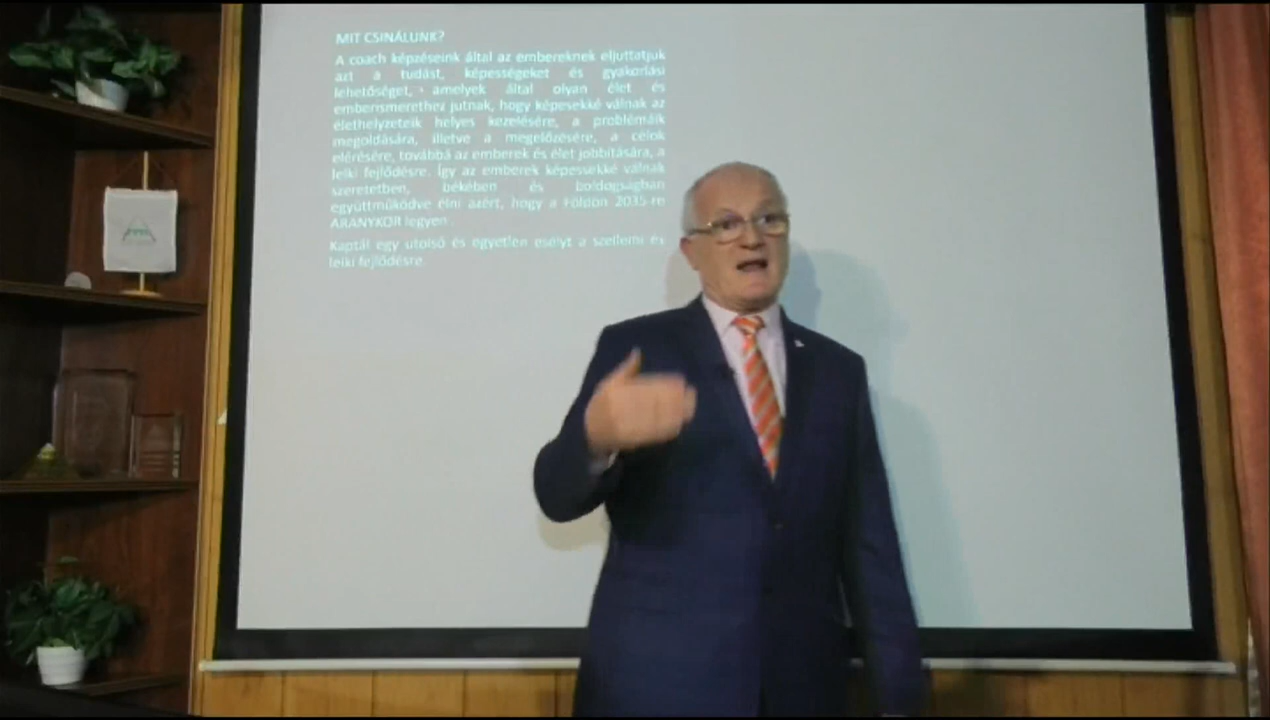 MIT CSINÁLUNK?
A coach képzéseink által az embereknek eljuttatjuk
azt a tudást, képességeket és gyakorlási
lehetőséget, amelyek által olyan élet és
emberismerethez jutnak, hogy képesekké válnak az
élethelyzeteik helyes kezelésére, a problémáik
megoldására, illetve a megelőzésére, a célok
elérésére, továbbá az emberek és élet jobbítására, a
lelki fejlődésre. Így az emberek képessekké válnak
szeretetben, békében és boldogságban
együttműködve élni azért, hogy a Földön 2035-re
ARANYKOR legyen.
Kaptál egy utolsó és egyetlen esélyt a szellemi és
lelki fejlődésre.